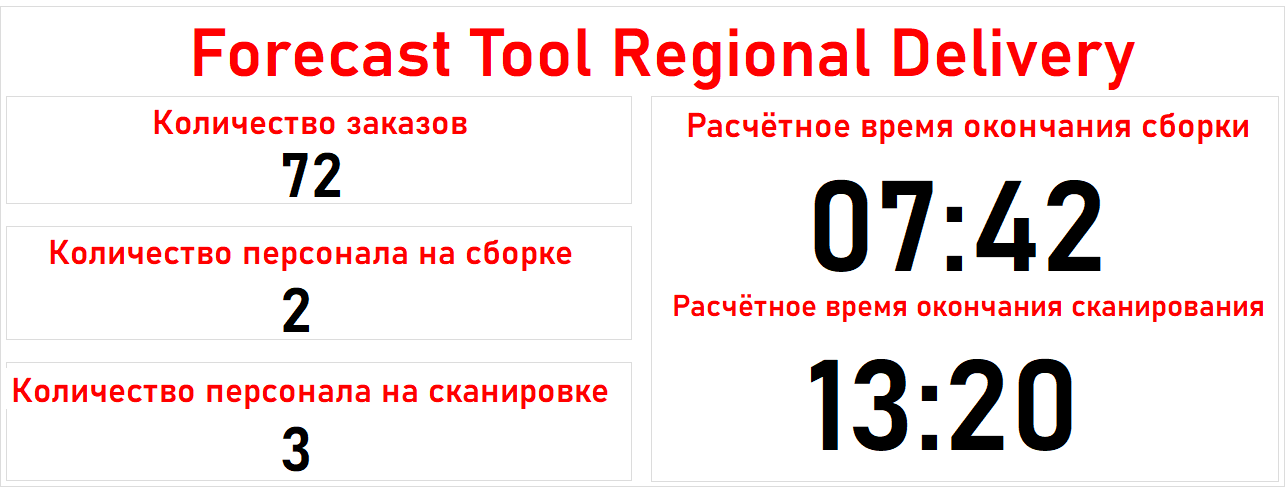 Forecast Tool Regional Delivery
Количество заказов
72
Количество персонала на сборке
2
Количество персонала на сканировке
3
Расчётное время окончания сборки
07:42
Расчётное время окончания сканирования
13:20